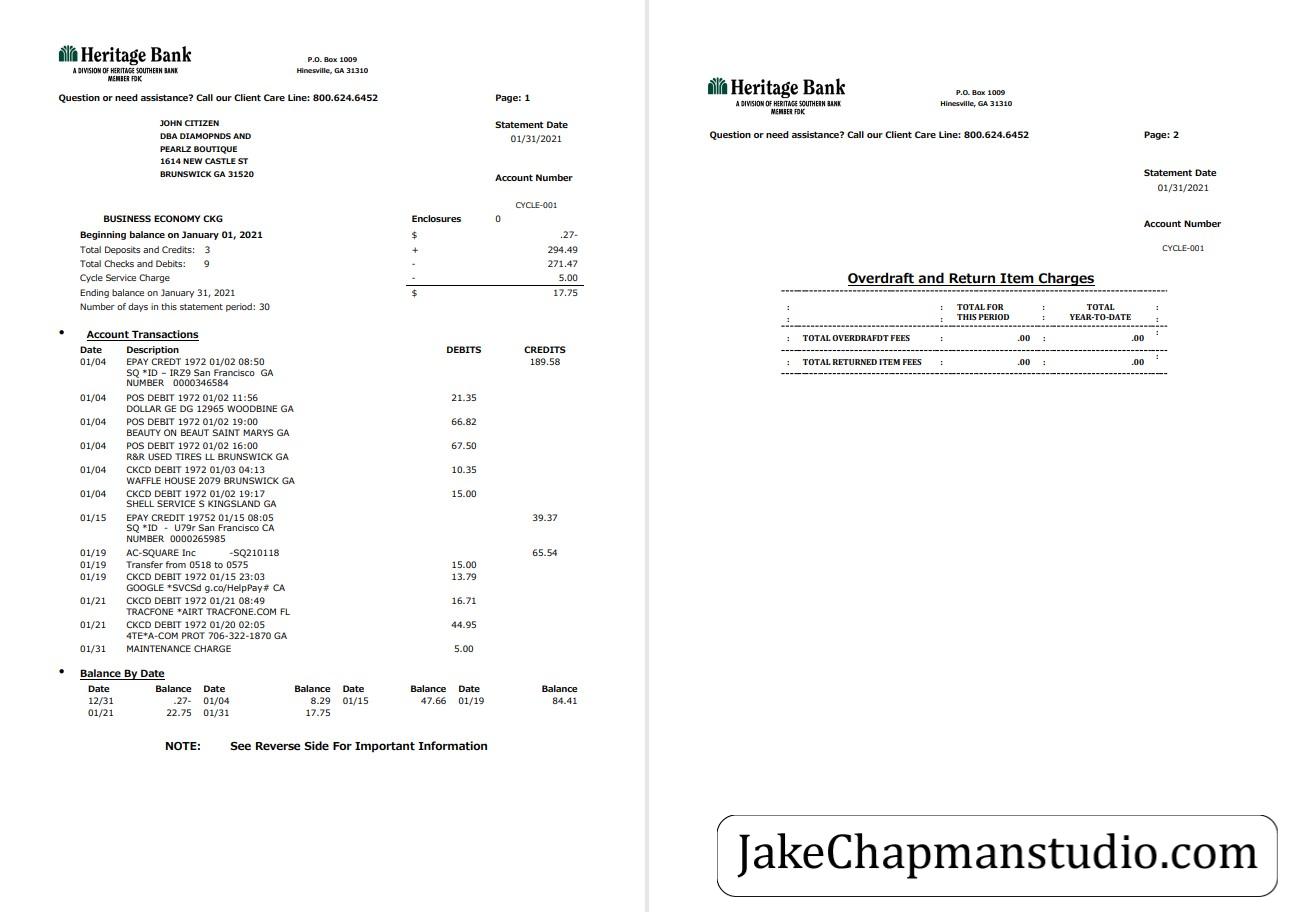 Heritage Bank
A DIVISION OF HERITAGE SOUTHERN BANK
MEMBER FDIC
P.O. Box 1009
Hinesville, GA 31310
Question or need assistance? Call our Client Care Line: 800.624.6452 Page: 1
JOHN CITIZEN
DBA DIAMOPNDS AND
PEARLZ BOUTIQUE
1614 NEW CASTLE ST
BRUNSWICK GA 31520
Statement Date
01/31/2021
Account Number
CYCLE-001
BUSINESS ECONOMY CKG Enclosures 0
Beginning balance on January 01, 2021 $ .27-
Total Deposits and Credits: 3 + 294.49
Total Checks and Debits: 9 - 271.47
Cycle Service Charge - 5.00
Ending balance on January 31, 2021 $ 17.75
Number of days in this statement period: 30
• Account Transactions
Date Description DEBITS CREDITS
01/04 EPAY CREDT 1972 01/02 08:50 189.58
SQ *ID – IRZ9 San Francisco GA
NUMBER 0000346584
01/04 POS DEBIT 1972 01/02 11:56 21.35
DOLLAR GE DG 12965 WOODBINE GA
01/04 POS DEBIT 1972 01/02 19:00 66.82
BEAUTY ON BEAUT SAINT MARYS GA
01/04 POS DEBIT 1972 01/02 16:00 67.50
R&R USED TIRES LL BRUNSWICK GA
01/04 CKCD DEBIT 1972 01/03 04:13 10.35
WAFFLE HOUSE 2079 BRUNSWICK GA
01/04 CKCD DEBIT 1972 01/02 19:17 15.00
SHELL SERVICE S KINGSLAND GA
01/15 EPAY CREDIT 19752 01/15 08:05 39.37
SQ *ID - U79r San Francisco CA
NUMBER 0000265985
01/19 AC-SQUARE Inc -SQ210118 65.54
01/19 Transfer from 0518 to 0575 15.00
01/19 CKCD DEBIT 1972 01/15 23:03 13.79
GOOGLE *SVCSd g.co/HelpPay# CA
01/21 CKCD DEBIT 1972 01/21 08:49 16.71
TRACFONE *AIRT TRACFONE.COM FL
01/21 CKCD DEBIT 1972 01/20 02:05 44.95
4TE*A-COM PROT 706-322-1870 GA
01/31 MAINTENANCE CHARGE 5.00
• Balance By Date
Date Balance Date Balance Date Balance Date Balance
12/31 .27- 01/04 8.29 01/15 47.66 01/19 84.41
01/21 22.75 01/31 17.75
NOTE: See Reverse Side For Important Information
Heritage Bank
A DIVISION OF HERITAGE SOUTHERN BANK
MEMBER FDIC
P.O. Box 1009
Hinesville, GA 31310
Question or need assistance? Call our Client Care Line: 800.624.6452 Page: 2
Statement Date
01/31/2021
Account Number
CYCLE-001
Overdraft and Return Item Charges
: : TOTAL FOR : TOTAL :
: : THIS PERIOD : YEAR-TO-DATE :
: TOTAL OVERDRAFDT FEES : .00 : .00 :
: TOTAL RETURNED ITEM FEES : .00 : .00 :
JakeChapmanstudio.com